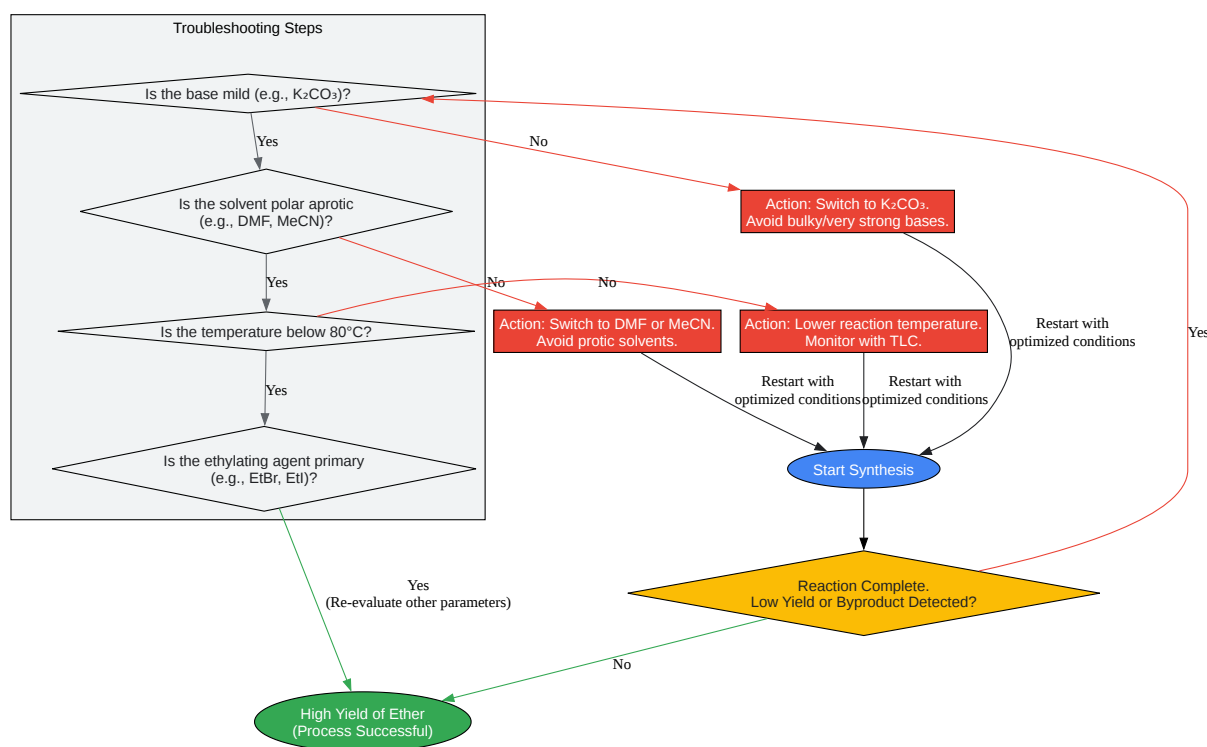 Troubleshooting Steps
Is the base mild (e.g., K₂CO₃)?
Yes
No
Is the solvent polar aprotic
(e.g., DMF, MeCN)?
Action: Switch to K₂CO₃.
Avoid bulky/very strong bases.
Yes
No
No
Is the temperature below 80°C?
Action: Switch to DMF or MeCN.
Avoid protic solvents.
Action: Lower reaction temperature.
Monitor with TLC.
Restart with
optimized conditions
Yes
Yes
Restart with
optimized conditions
Restart with
optimized conditions
Is the ethylating agent primary
(e.g., EtBr, EtI)?
Start Synthesis
Yes
(Re-evaluate other parameters)
Reaction Complete.
Low Yield or Byproduct Detected?
No
High Yield of Ether
(Process Successful)